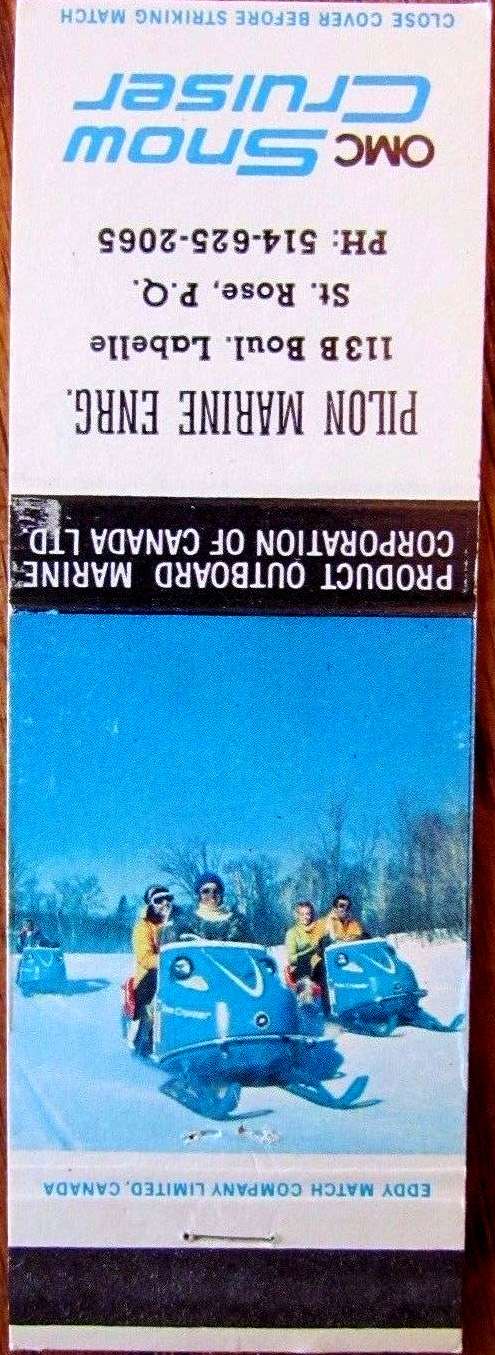 EDDY MATCH COMPANY LIMITED, CANADA
PRODUCT OUTBOARD MARINE
CORPORATION OF CANADA LTD
PILON MARINE ENRG.
113B Boul. Labelle
St. Rose, P.Q.
PH: 514-625-2065
OMC Snow
Cruiser
CLOSE COVER BEFORE STRIKING MATCH